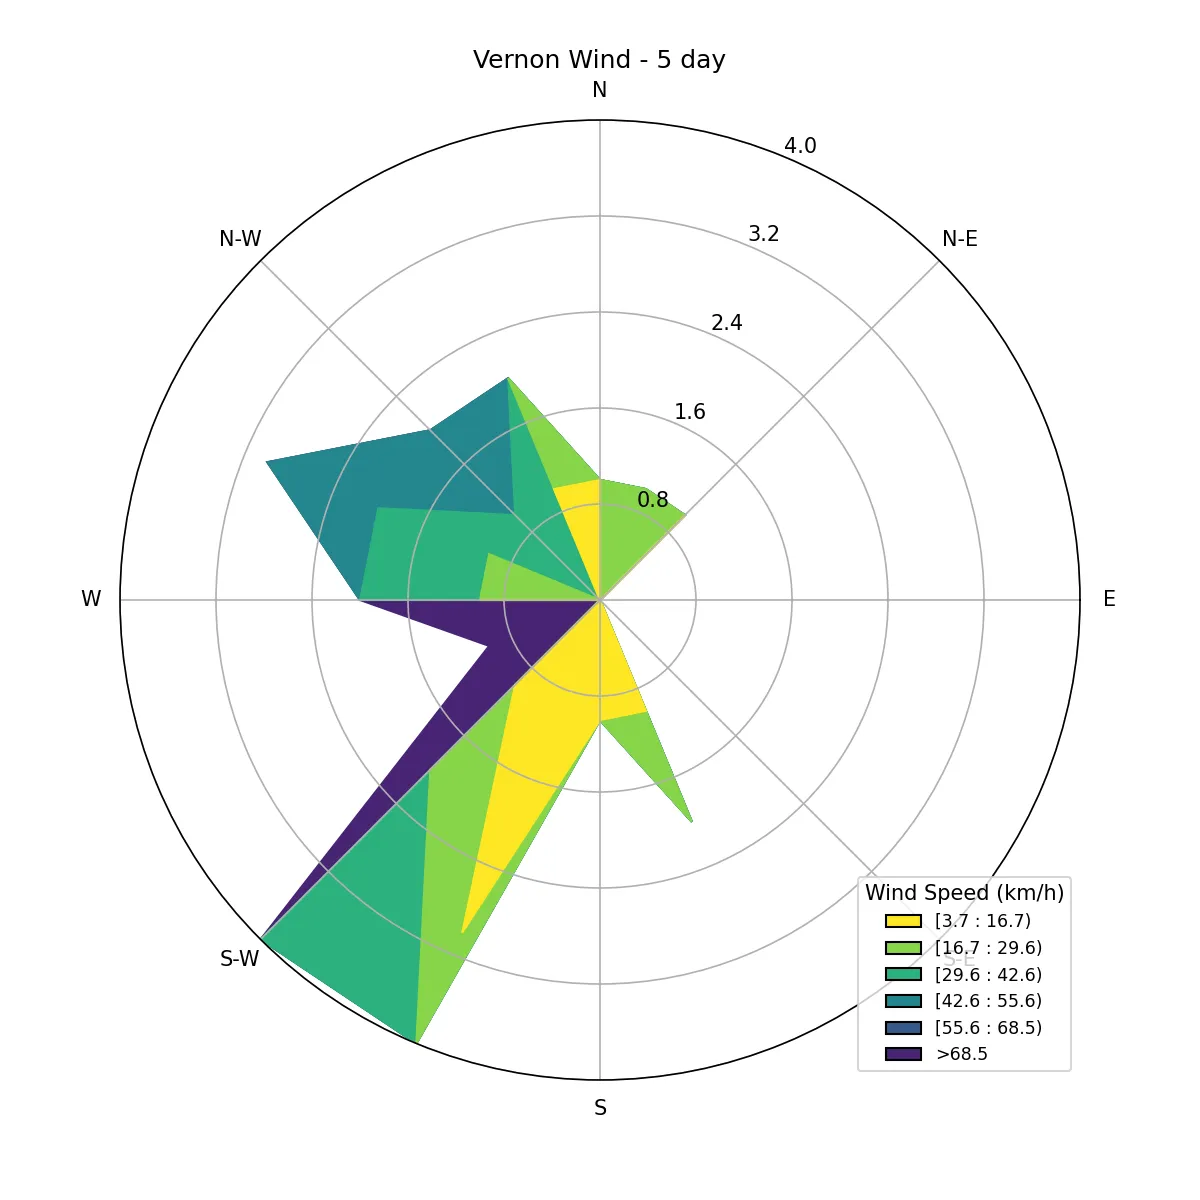 Vernon Wind - 5 day
N
4.0
N-W
3.2
N-E
2.4
1.6
0.8
W
E
Wind Speed (km/h)
[3.7 : 16.7)
[16.7 : 29.6)
S-W
S-E
[29.6 : 42.6)
[42.6 : 55.6)
[55.6 : 68.5)
>68.5
S